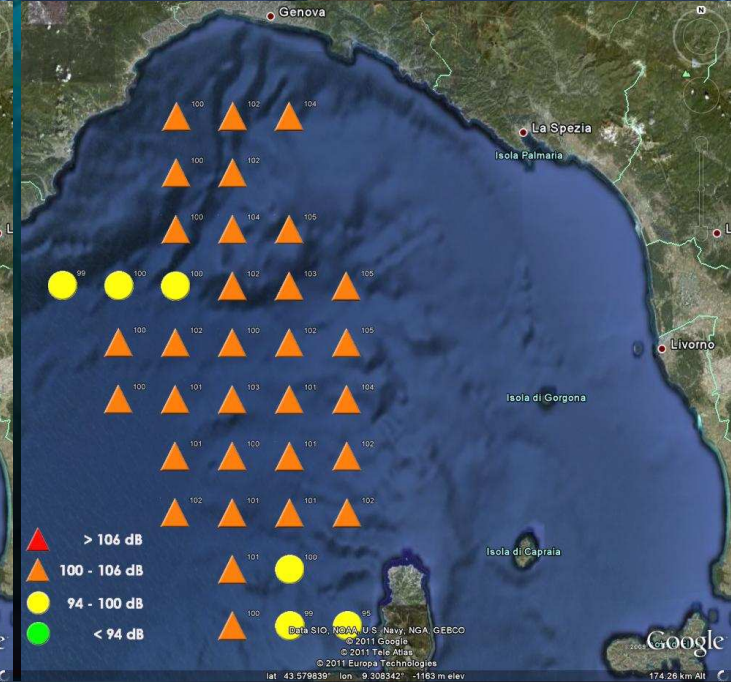 N
Genova
100 102 104
La Spezia
Isola Palmaria
100 102
100 104 105
99 100 100 102 103 105
100 102 100 102 105
Livorno
100 101 103 101 104
Isola di Gorgona
101 100 101 102
102 101 101 102
> 106 dB
Isola di Capraia
101 100
100 - 106 dB
94 - 100 dB
100 99 95
< 94 dB
Data SIO, NOAA, U.S. Navy, NGA, GEBCO
© 2011 Google
© 2011 Tele Atlas
© 2011 Europa Technologies
Google
lat 43.579839° lon 9.308342° -1163 m elev
174.26 km Alt